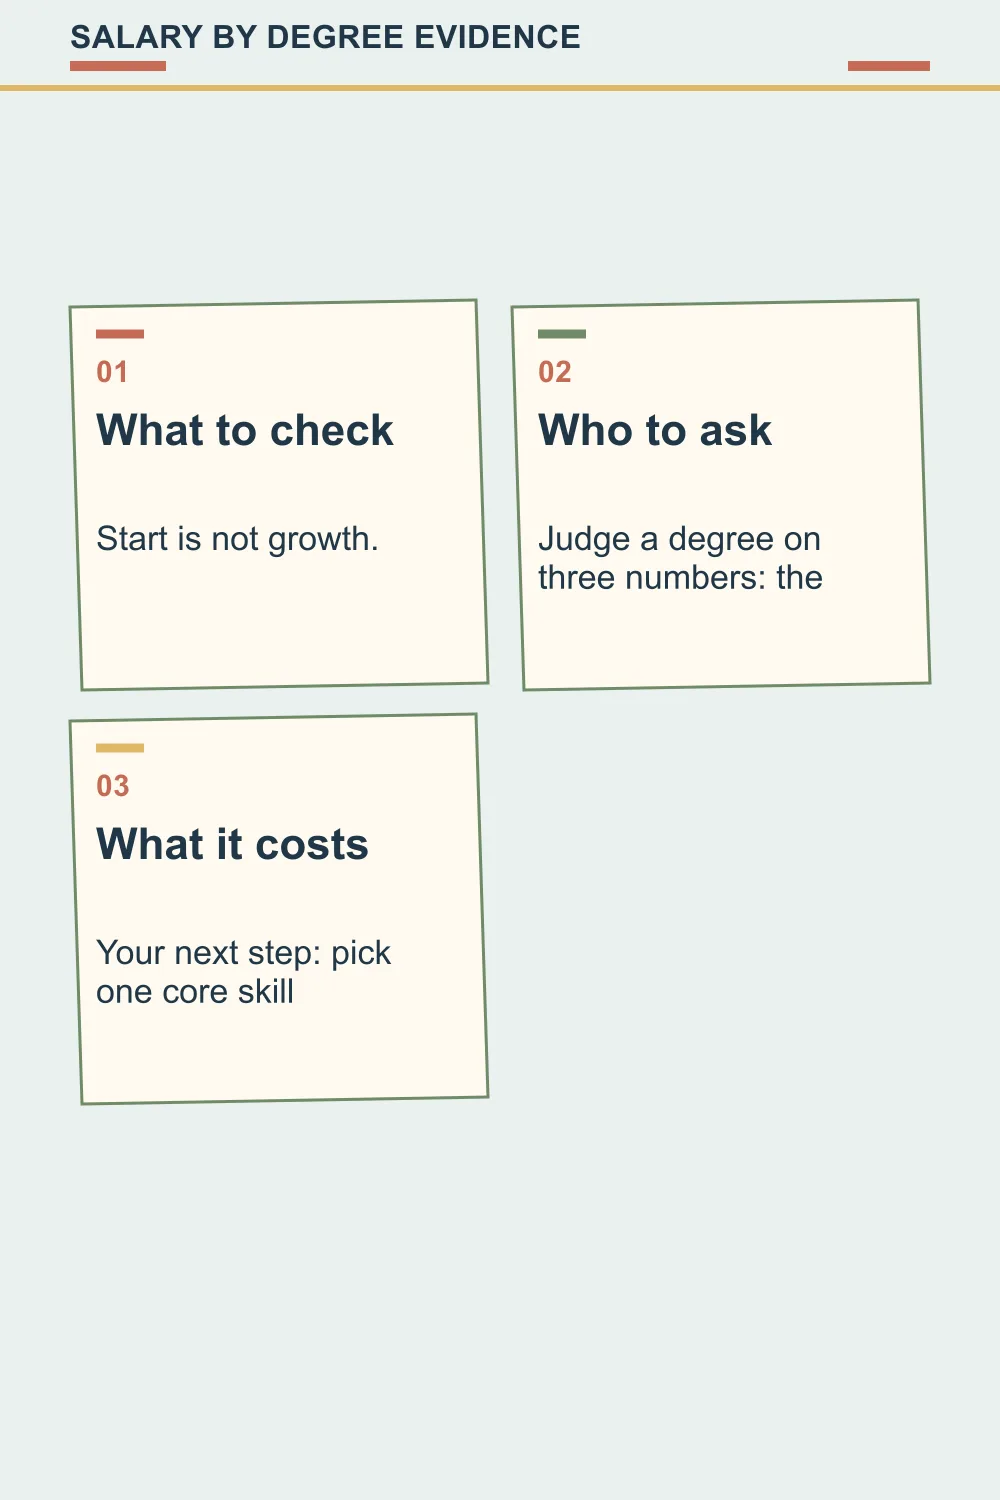 SALARY BY DEGREE EVIDENCE
01
What to check
Start is not growth.
02
Who to ask
Judge a degree on
three numbers: the
03
What it costs
Your next step: pick
one core skill